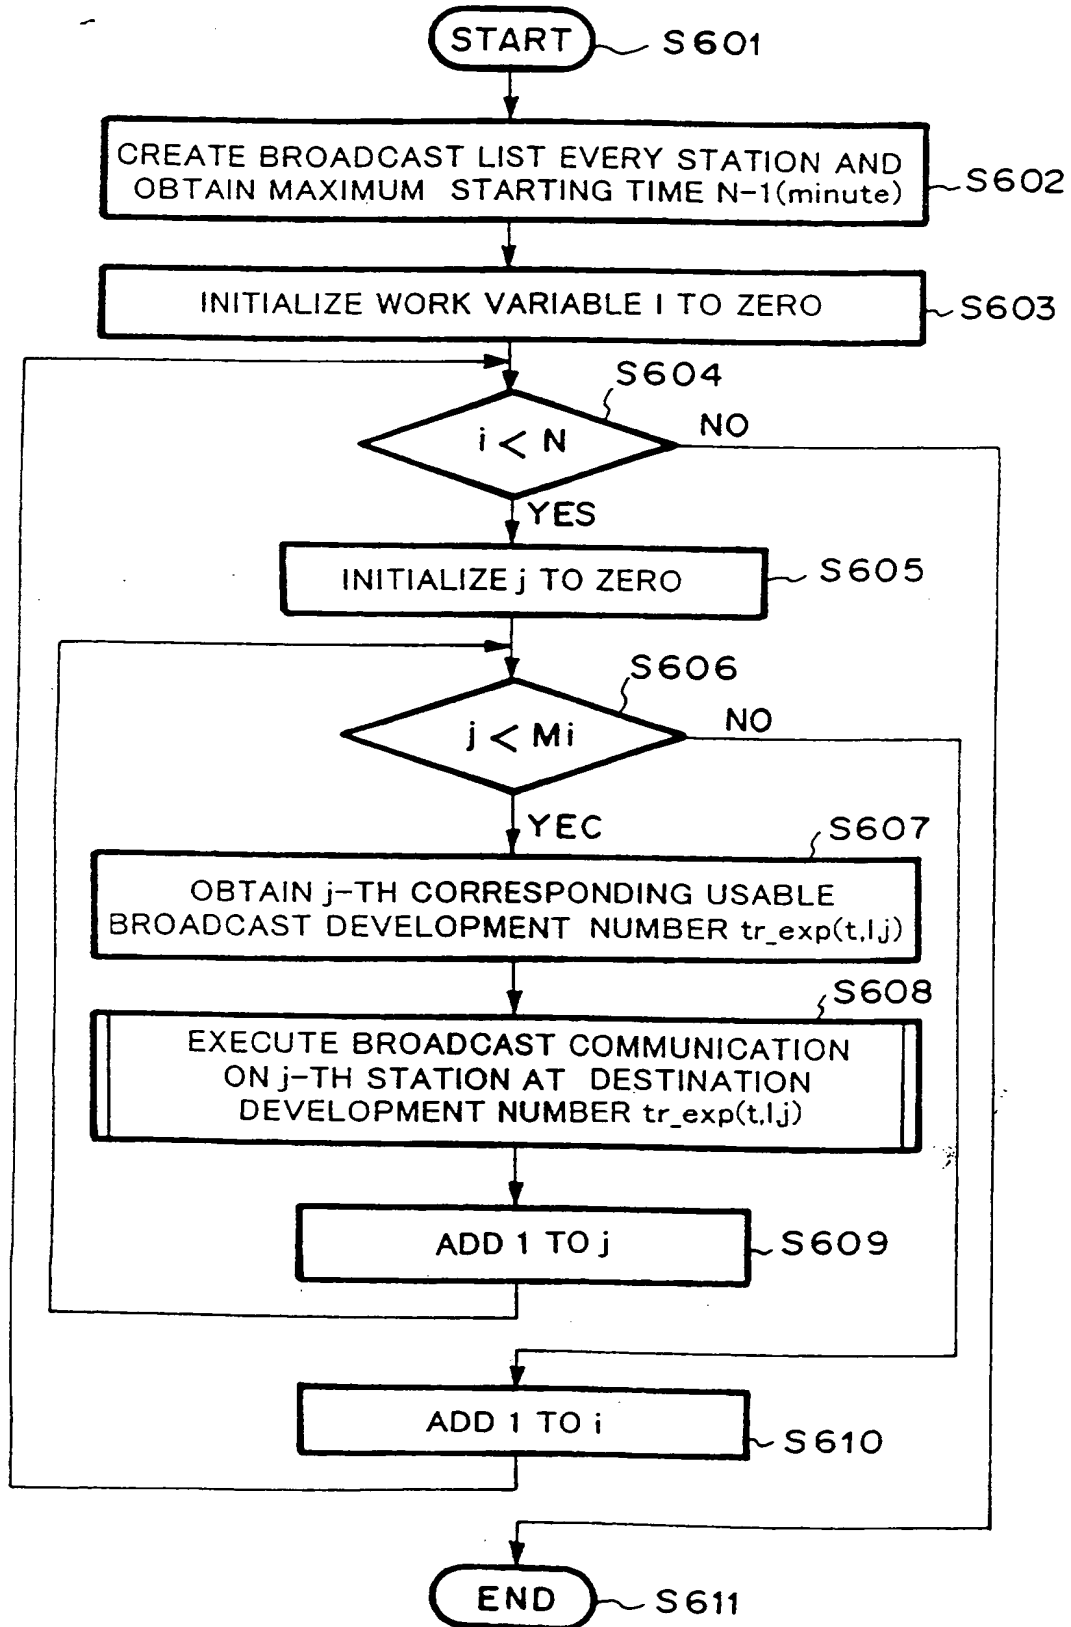 START
S601
CREATE BROADCAST LIST EVERY STATION AND
OBTAIN MAXIMUM STARTING TIME N-1(minute)
S602
INITIALIZE WORK VARIABLE I TO ZERO
S603
S604
i < N
NO
YES
INITIALIZE j TO ZERO
S605
S606
j < Mi
NO
YEC
S607
OBTAIN j-TH CORRESPONDING USABLE
BROADCAST DEVELOPMENT NUMBER tr_exp(t,I,j)
S608
EXECUTE BROADCAST COMMUNICATION
ON j-TH STATION AT DESTINATION
DEVELOPMENT NUMBER tr_exp(t,I,j)
ADD 1 TO j
S609
ADD 1 TO i
S610
END
S611